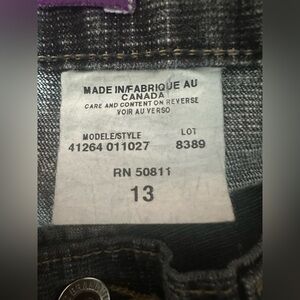 MADE IN/FABRIQUE AU
CANADA
CARE AND CONTENT ON REVERSE
VOIR AU VERSO
MODELE/STYLE LOT
41264 011027 8389
RN 50811
13